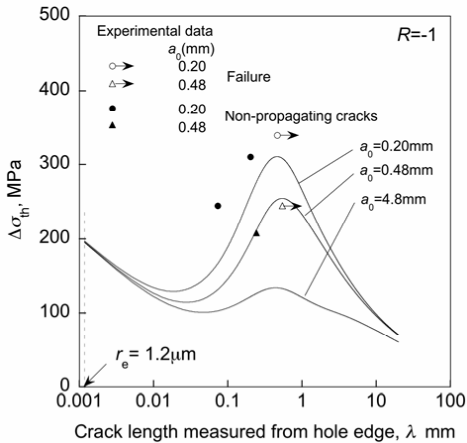 500
400
300
200
100
0
Δσth, MPa
Experimental data
a0(mm)
0.20
0.48
Failure
0.20
0.48
Non-propagating cracks
R=-1
a0=0.20mm
a0=0.48mm
a0=4.8mm
re= 1.2μm
0.001 0.01 0.1 1 10 100
Crack length measured from hole edge, λ mm